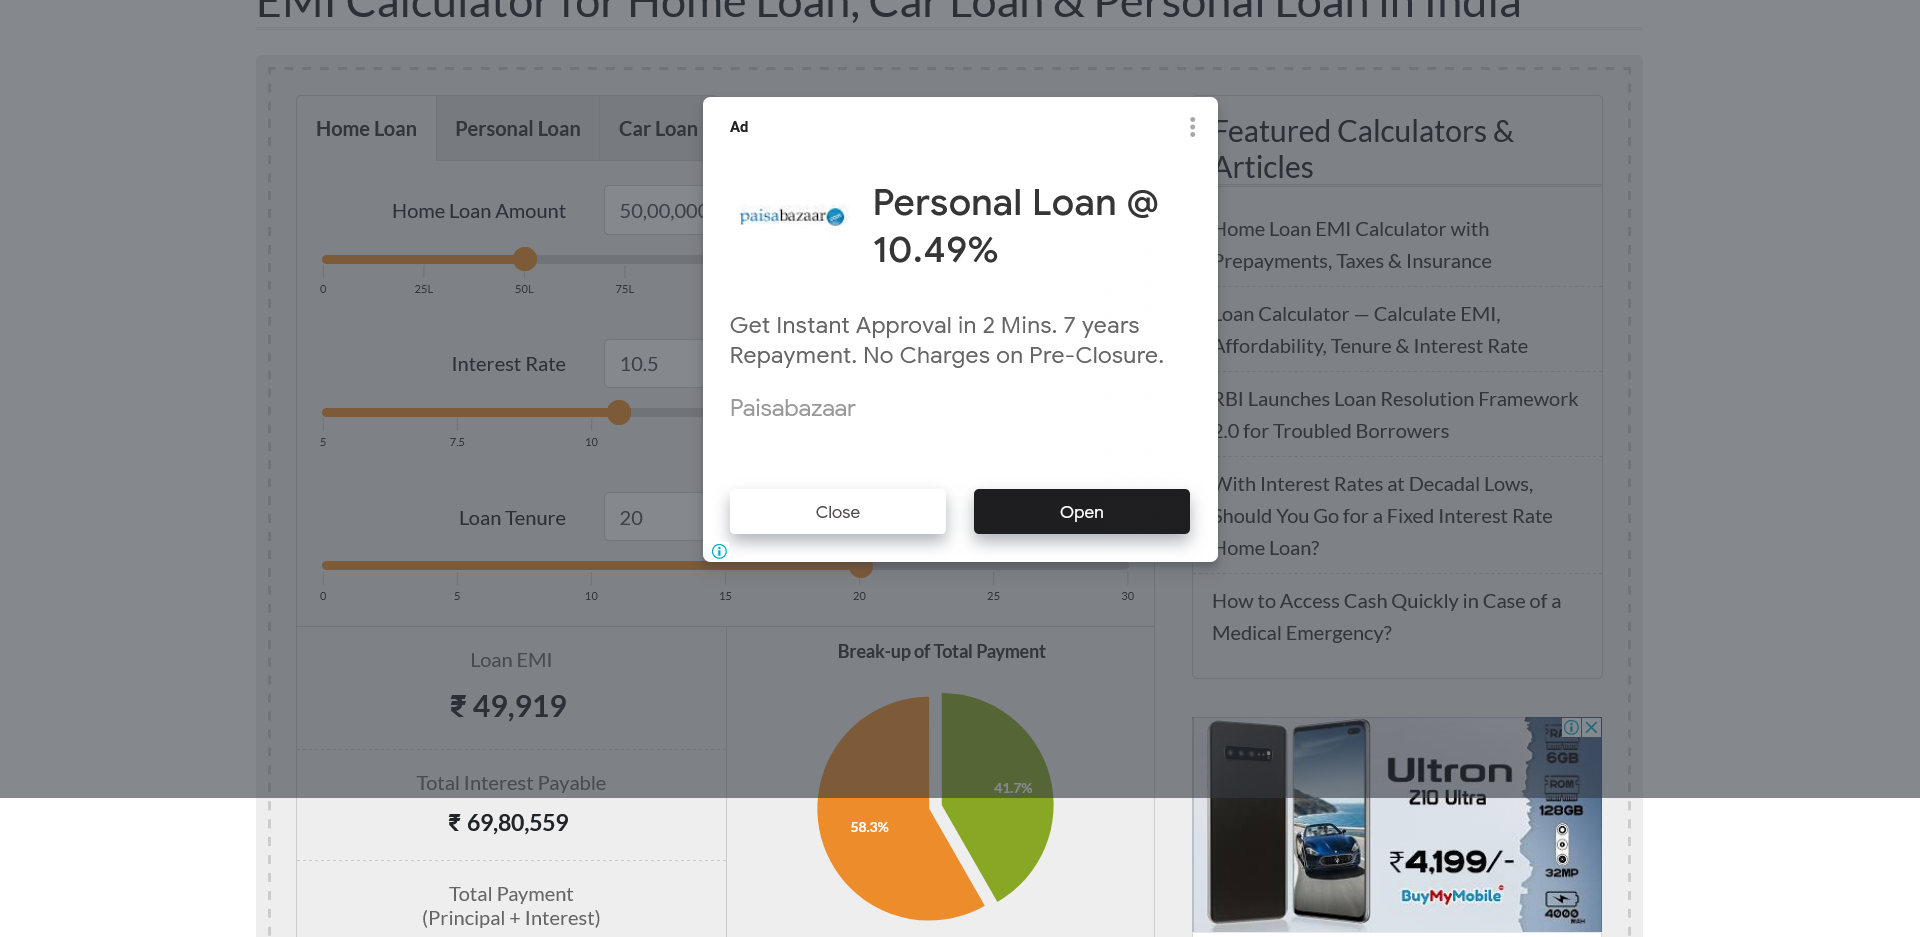 EMI Calculator for Home Loan, Car Loan & Personal Loan in India
Home Loan
Personal Loan
Car Loan
Home Loan Amount
50,00,000
0
25L
50L
75L
Interest Rate
10.5
5
7.5
10
Loan Tenure
20
0
5
10
15
20
25
30
Ad
paisabazaar
Personal Loan @
10.49%
Get Instant Approval in 2 Mins. 7 years
Repayment. No Charges on Pre-Closure.
Paisabazaar
Close
Open
Featured Calculators &
Articles
Home Loan EMI Calculator with
Prepayments, Taxes & Insurance
Loan Calculator — Calculate EMI,
Affordability, Tenure & Interest Rate
RBI Launches Loan Resolution Framework
2.0 for Troubled Borrowers
With Interest Rates at Decadal Lows,
Should You Go for a Fixed Interest Rate
Home Loan?
How to Access Cash Quickly in Case of a
Medical Emergency?
Loan EMI
₹ 49,919
Total Interest Payable
₹ 69,80,559
Total Payment
(Principal + Interest)
Break-up of Total Payment
41.7%
58.3%
Ultron
Z10 Ultra
₹4,199/-
BuyMyMobile
6GB
ROM
128GB
32MP
4000
MAH